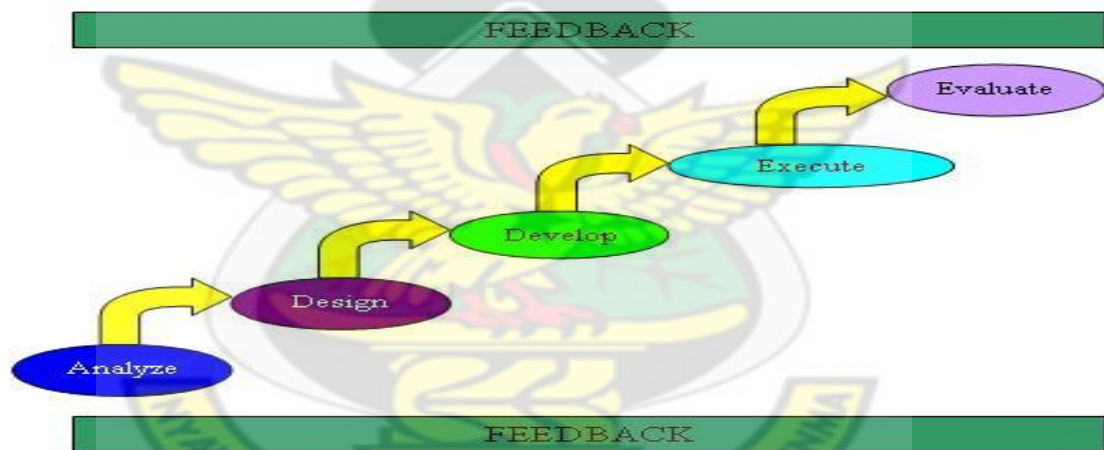 FEEDBACK
Evaluate
Execute
Develop
Design
Analyze
FEEDBACK